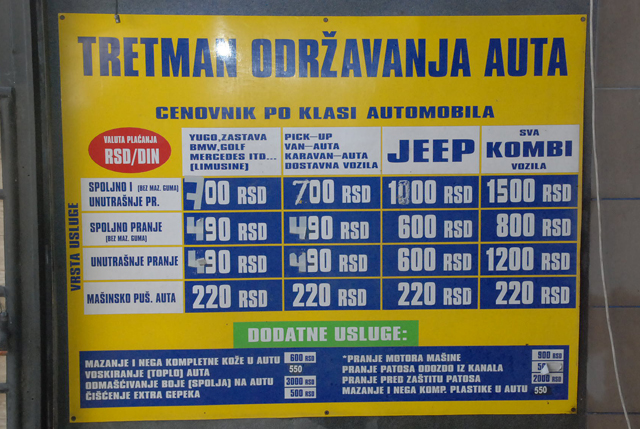 TRETMAN ODRŽAVANJA AUTA
CENOVNIK PO KLASI AUTOMOBILA
VALUTA PLAĆANJA
RSD/DIN
YUGO,ZASTAVA
BMW,GOLF
MERCEDES ITD...
(LIMUSINE)
PICK-UP
VAN-AUTA
KARAVAN-AUTA
DOSTAVNA VOZILA
JEEP
SVA
KOMBI
VOZILA
VRSTA USLUGE
SPOLJNO I (BEZ MAZ. GUMA)
UNUTRAŠNJE PR.
700 RSD
700 RSD
1000 RSD
1500 RSD
SPOLJNO PRANJE
(BEZ MAZ. GUMA)
490 RSD
490 RSD
600 RSD
800 RSD
UNUTRAŠNJE PRANJE
490 RSD
490 RSD
600 RSD
1200 RSD
MAŠINSKO PUŠ. AUTA
220 RSD
220 RSD
220 RSD
220 RSD
DODATNE USLUGE:
MAZANJE I NEGA KOMPLETNE KOŽE U AUTU 600 RSD
VOSKIRANJE (TOPLO) AUTA 550
ODMAŠĆIVANJE BOJE (SPOLJA) NA AUTU 3000 RSD
ČIŠĆENJE EXTRA GEPEKA 500 RSD
*PRANJE MOTORA MAŠINE 900 RSD
PRANJE PATOSA ODOZDO IZ KANALA
PRANJE PRED ZAŠTITU PATOSA 2000 RSD
MAZANJE I NEGA KOMP. PLASTIKE U AUTU 550